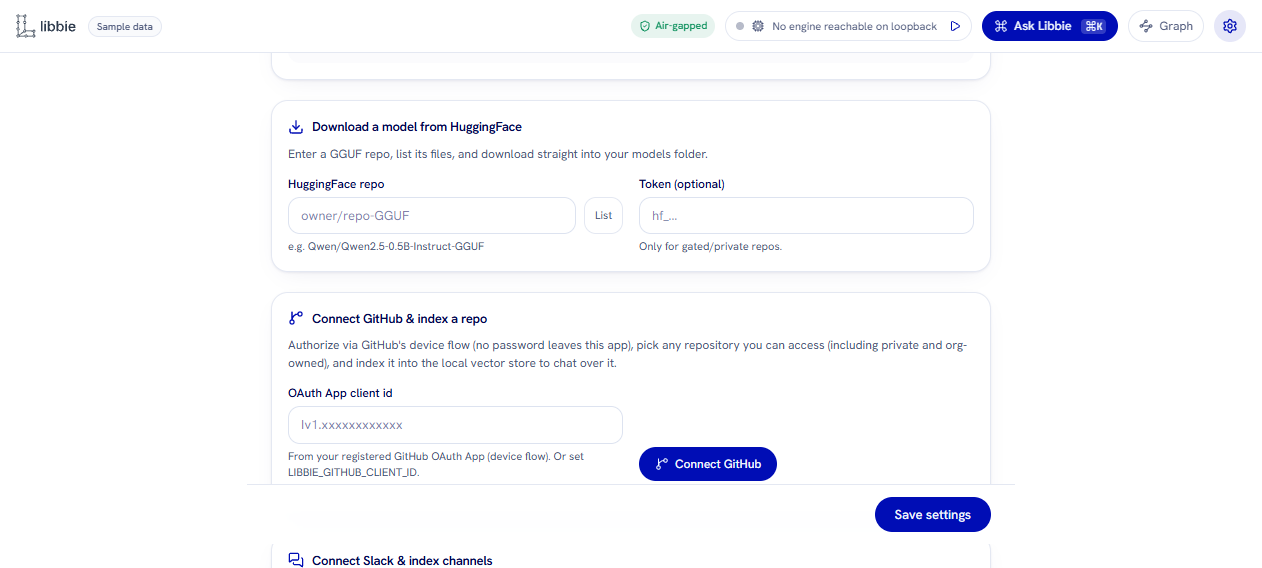 libbie
Sample data
Air-gapped
No engine reachable on loopback
Ask Libbie ⌘K
Graph
Download a model from HuggingFace
Enter a GGUF repo, list its files, and download straight into your models folder.
HuggingFace repo
Token (optional)
owner/repo-GGUF
List
hf_...
e.g. Qwen/Qwen2.5-0.5B-Instruct-GGUF
Only for gated/private repos.
Connect GitHub & index a repo
Authorize via GitHub's device flow (no password leaves this app), pick any repository you can access (including private and org-
owned), and index it into the local vector store to chat over it.
OAuth App client id
Iv1.xxxxxxxxxxxx
From your registered GitHub OAuth App (device flow). Or set
LIBBIE_GITHUB_CLIENT_ID.
Connect GitHub
Save settings
Connect Slack & index channels